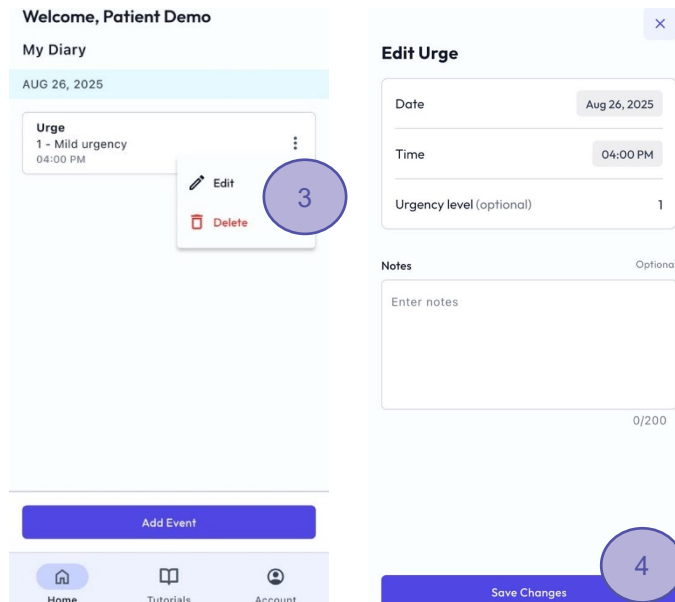 Welcome, Patient Demo
My Diary
AUG 26, 2025
Urge
1 - Mild urgency
04:00 PM
Edit
Delete
3
Add Event
Home
Tutorials
Account
Edit Urge
Date
Aug 26, 2025
Time
04:00 PM
Urgency level (optional)
1
Notes
Optional
Enter notes
0/200
4
Save Changes